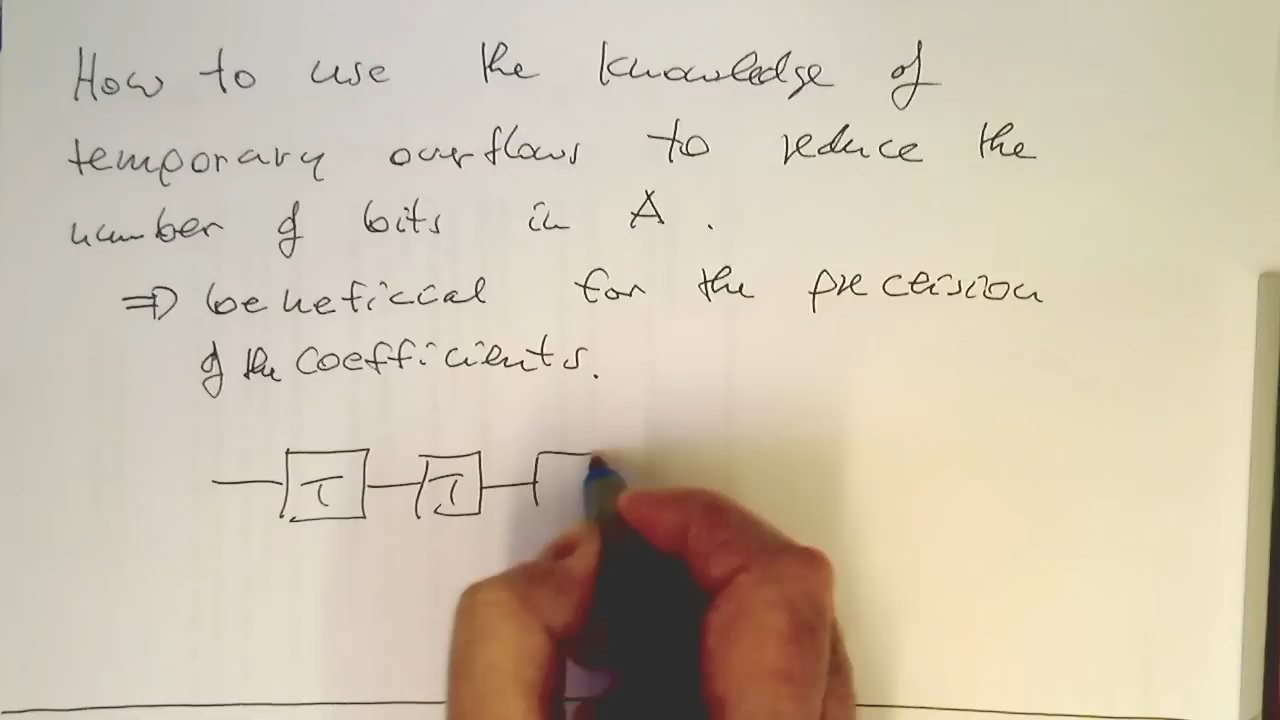 How to use the knowledge of
temporary overflows to reduce the
number of bits in A.
⇒ beneficial for the precision
of the coefficients.
τ τ